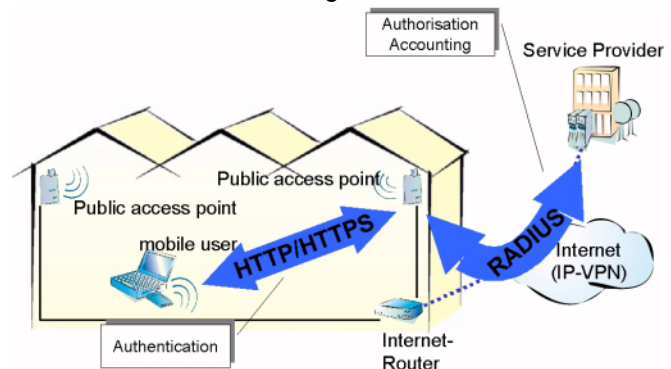 Authorisation
Accounting
Service Provider
Public access point
Public access point
mobile user
HTTP/HTTPS
RADIUS
Internet
(IP-VPN)
Authentication
Internet-
Router